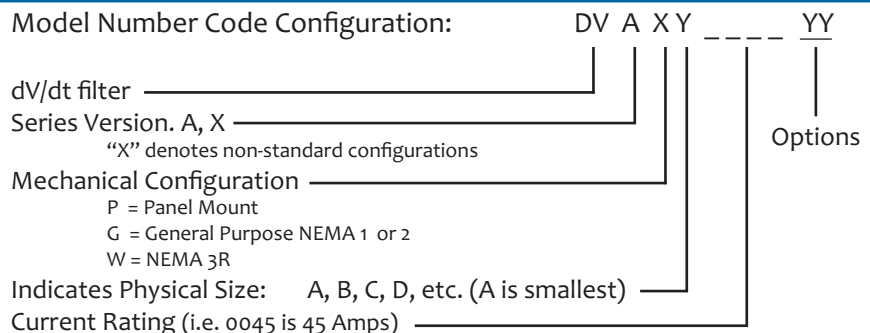 Model Number Code Configuration: DV A X Y _ _ _ _ YY
dV/dt filter
Series Version. A, X
"X" denotes non-standard configurations
Options
Mechanical Configuration
P = Panel Mount
G = General Purpose NEMA 1 or 2
W = NEMA 3R
Indicates Physical Size: A, B, C, D, etc. (A is smallest)
Current Rating (i.e. 0045 is 45 Amps)